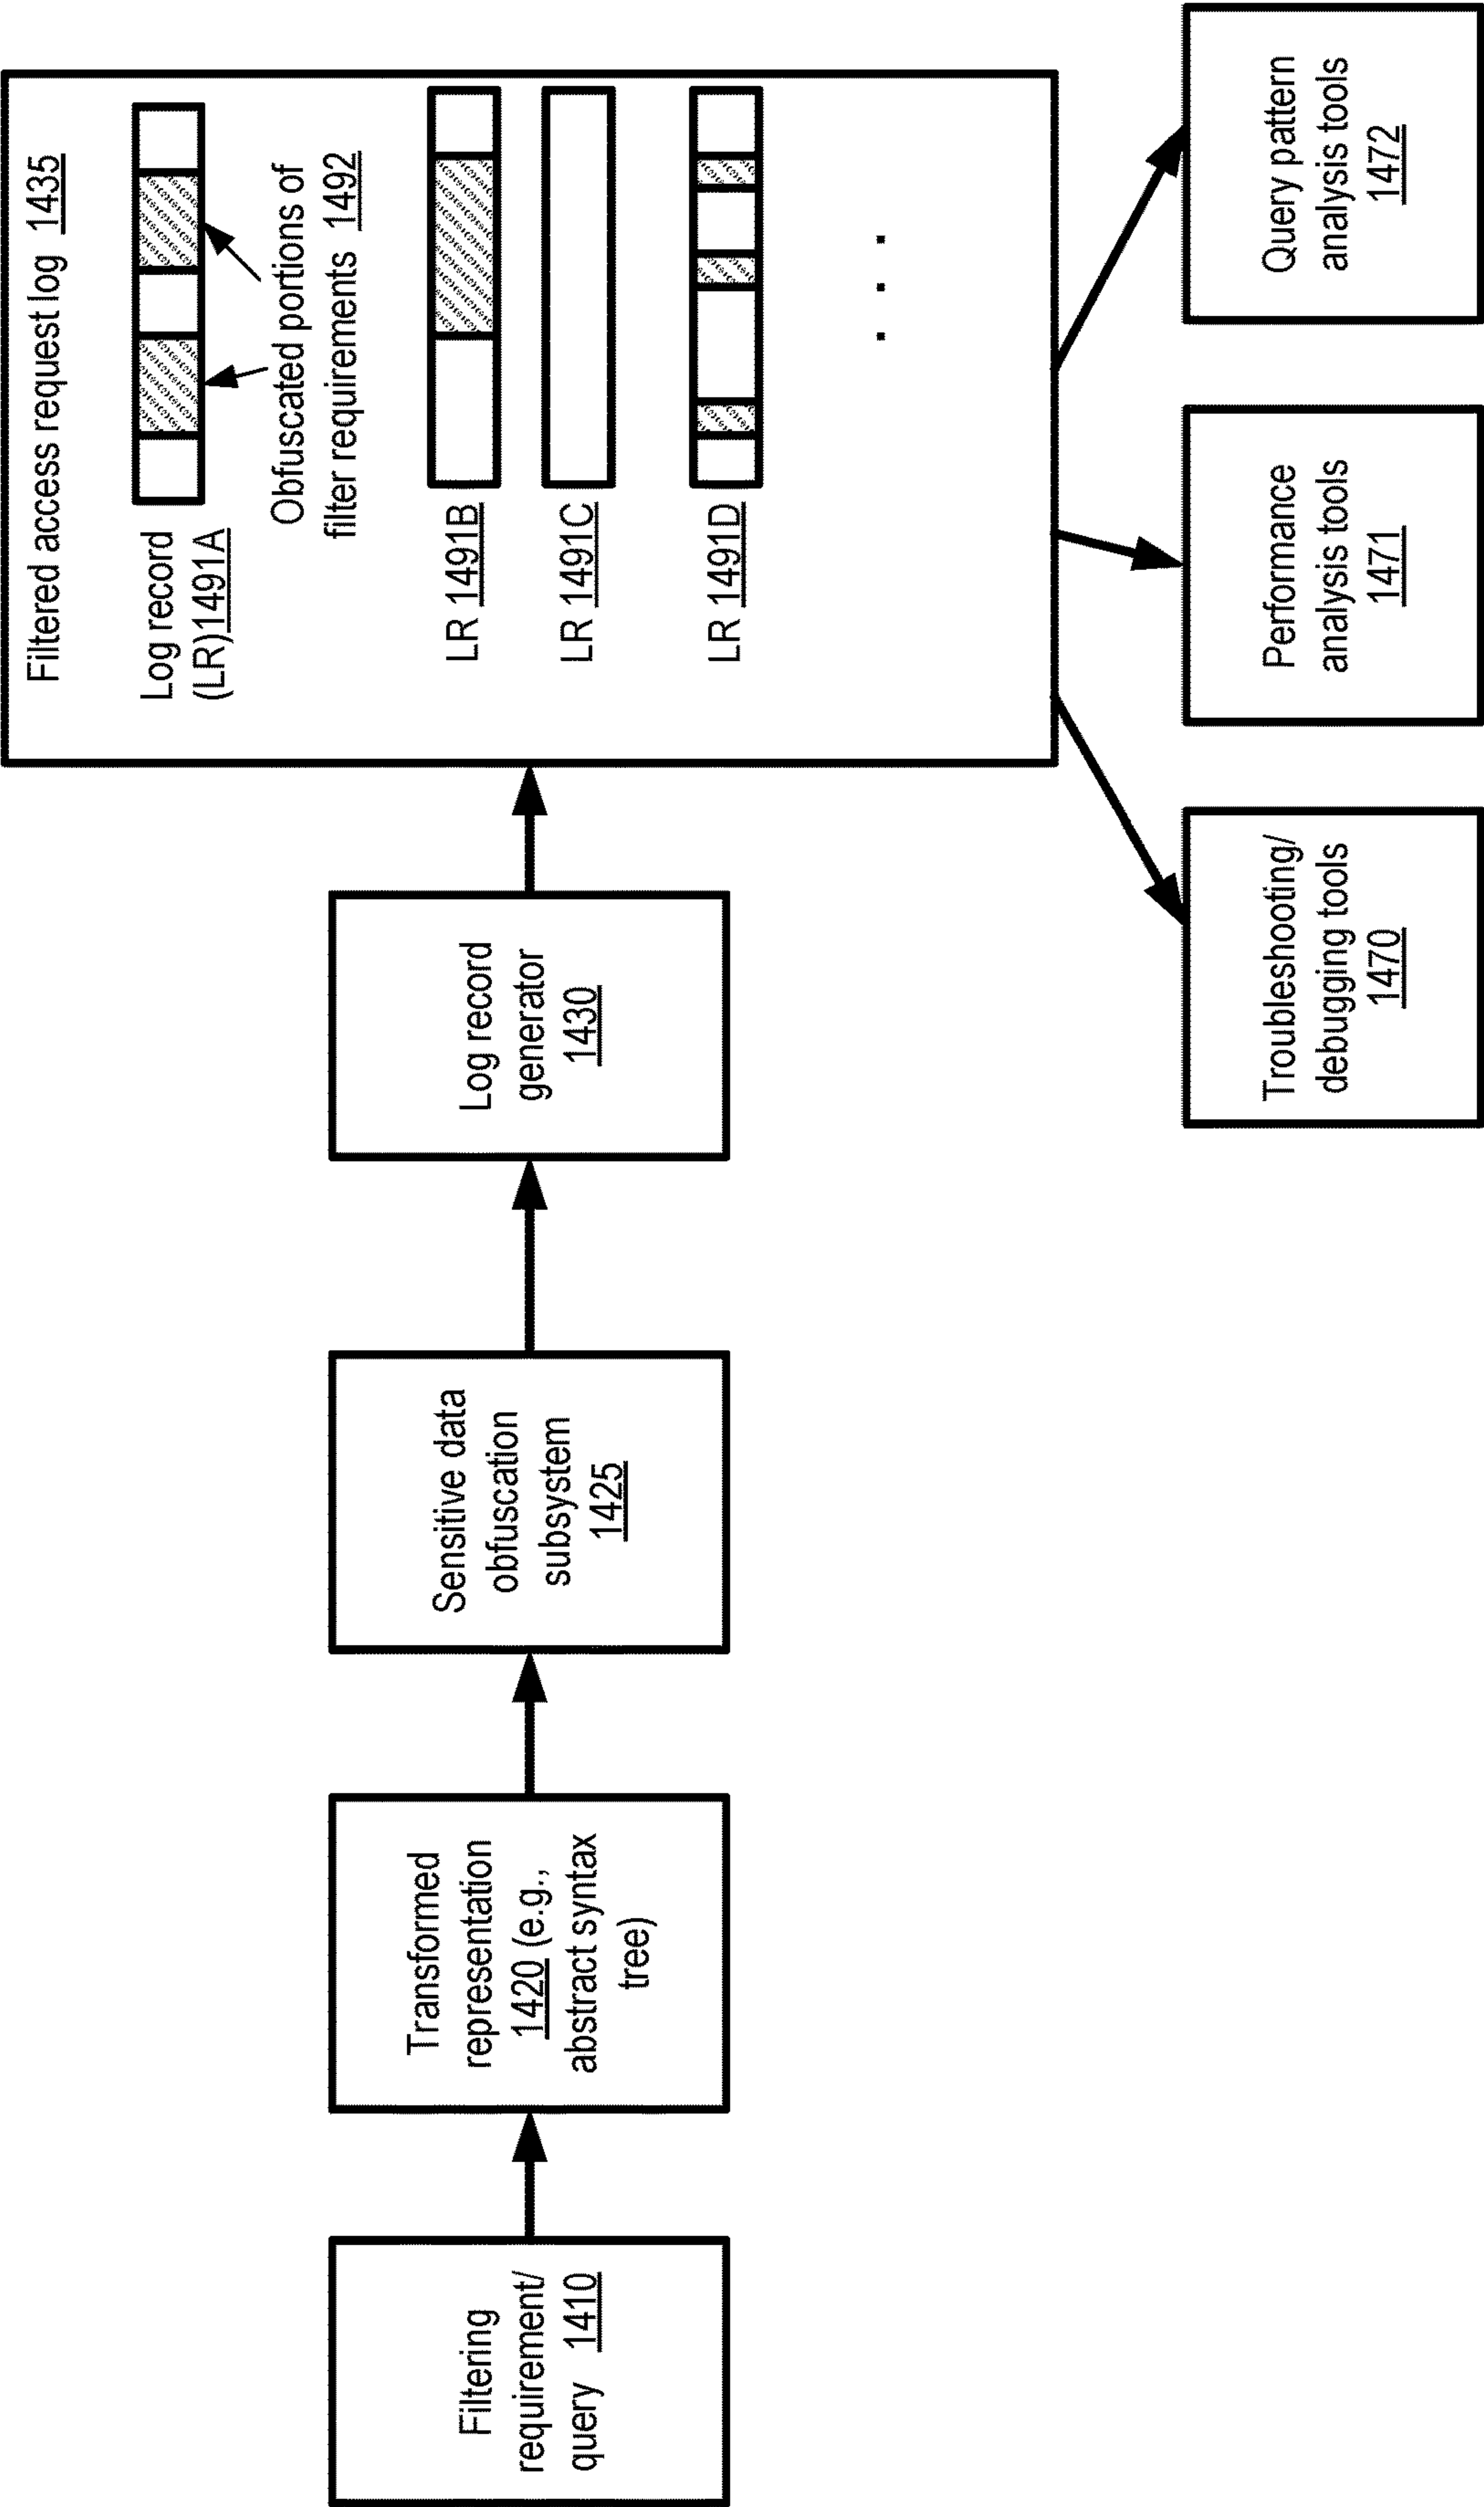 Filtering
requirement/
query 1410
Transformed
representation
1420 (e.g.,
abstract syntax
tree)
Sensitive data
obfuscation
subsystem
1425
Log record
generator
1430
Filtered access request log 1435
Log record
(LR)1491A
Obfuscated portions of
filter requirements 1492
LR 1491B
LR 1491C
LR 1491D
. . .
Troubleshooting/
debugging tools
1470
Performance
analysis tools
1471
Query pattern
analysis tools
1472